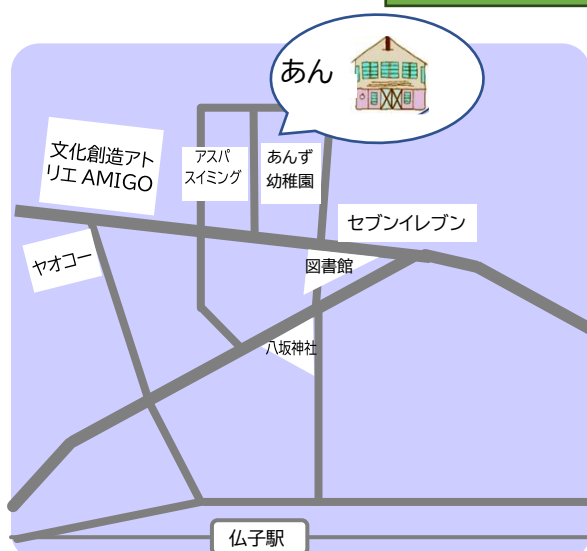 あん
文化創造アト
リエ AMIGO
アスパ
スイミング
あんず
幼稚園
セブンイレブン
ヤオコー
図書館
八坂神社
仏子駅